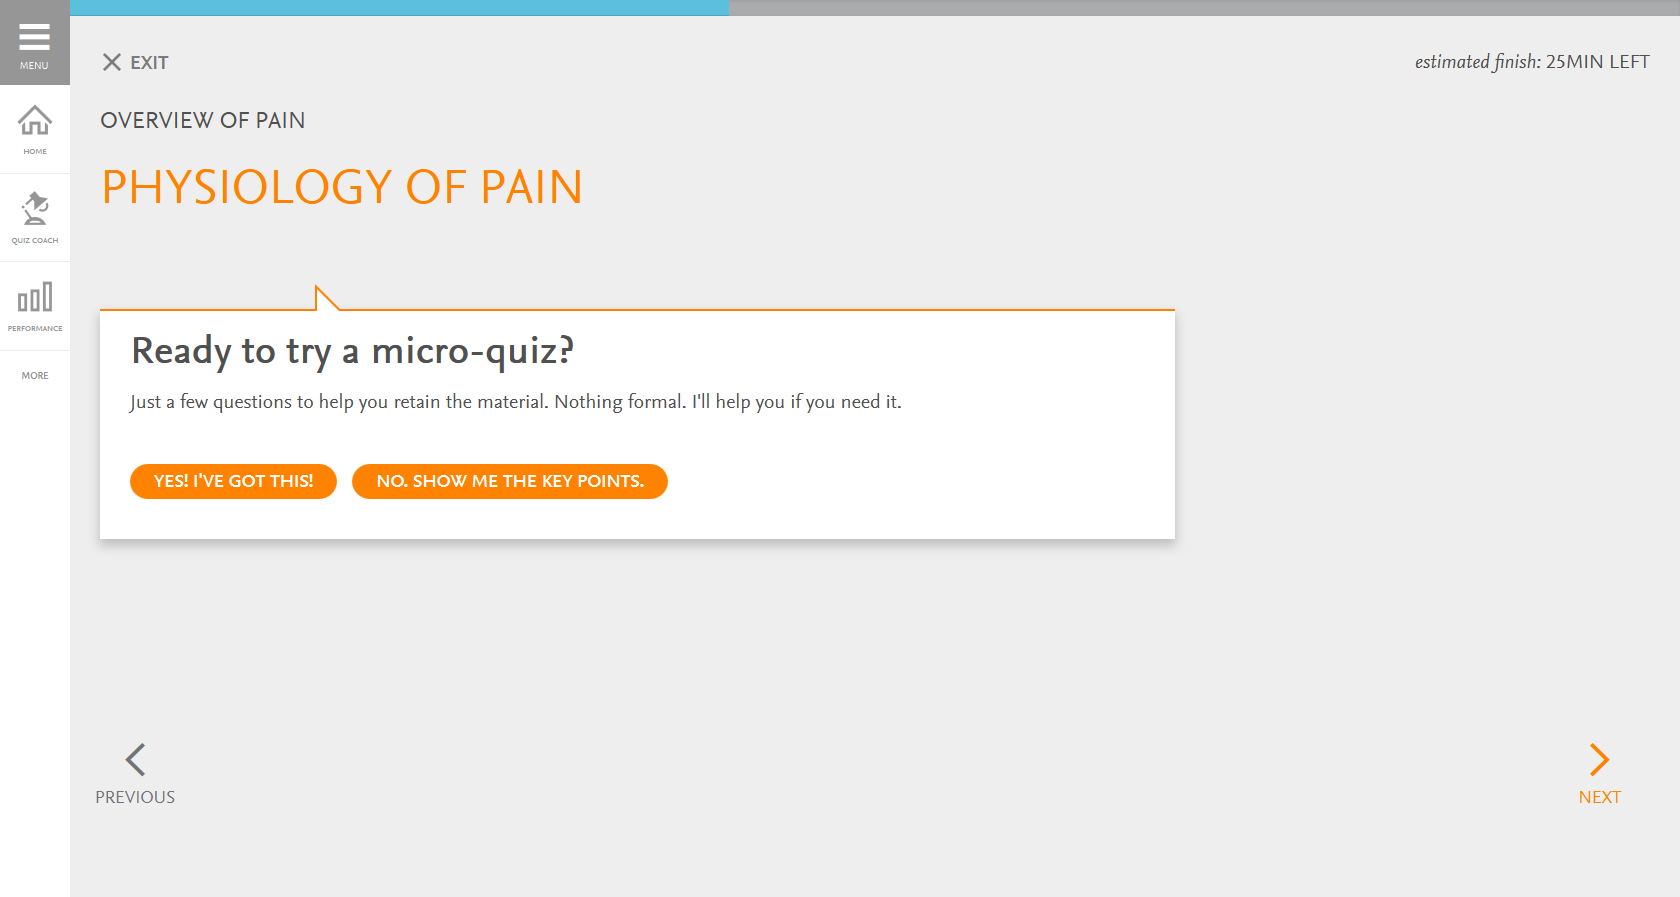 MENU
EXIT
estimated finish: 25MIN LEFT
OVERVIEW OF PAIN
HOME
PHYSIOLOGY OF PAIN
QUIZ COACH
PERFORMANCE
MORE
Ready to try a micro-quiz?
Just a few questions to help you retain the material. Nothing formal. I'll help you if you need it.
YES! I'VE GOT THIS!
NO. SHOW ME THE KEY POINTS.
PREVIOUS
NEXT